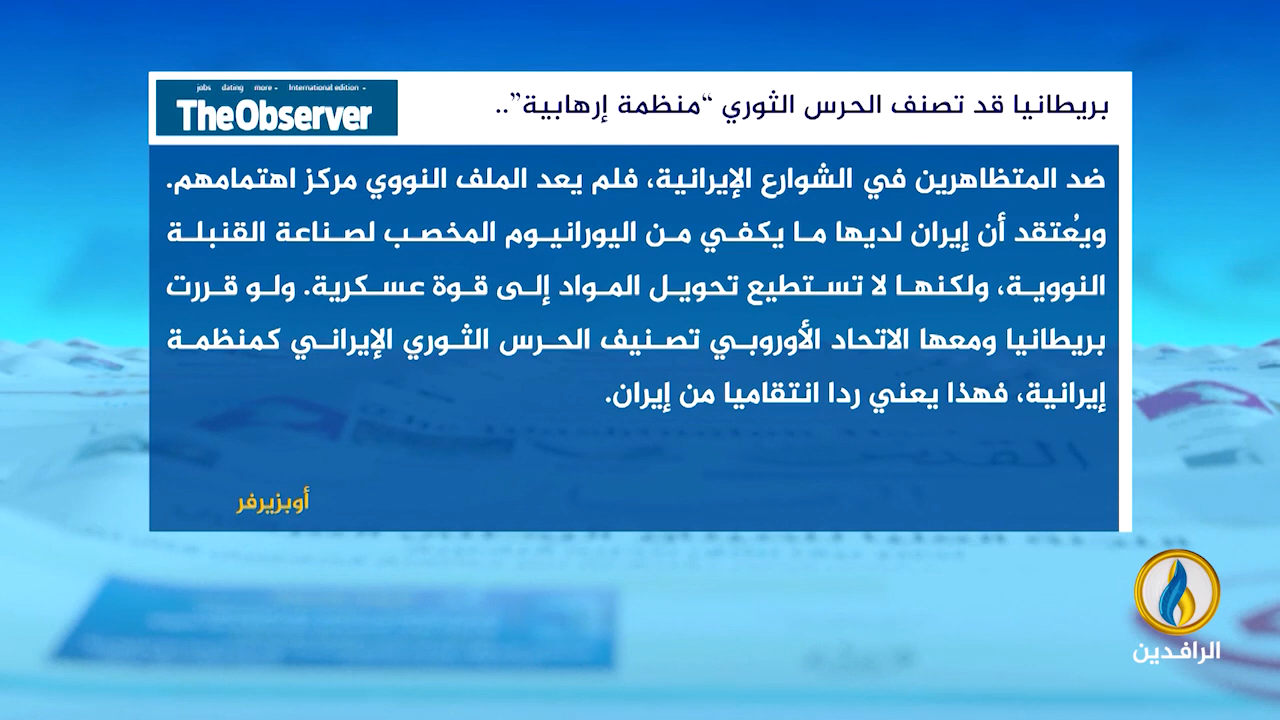 jobs dating more International edition
TheObserver
بريطانيا قد تصنف الحرس الثوري “منظمة إرهابية”..
ضد المتظاهرين في الشوارع الإيرانية، فلم يعد الملف النووي مركز اهتمامهم.
ويُعتقد أن إيران لديها ما يكفي من اليورانيوم المخصب لصناعة القنبلة
النووية، ولكنها لا تستطيع تحويل المواد إلى قوة عسكرية. ولو قررت
بريطانيا ومعها الاتحاد الأوروبي تصنيف الحرس الثوري الإيراني كمنظمة
إيرانية، فهذا يعني ردا انتقاميا من إيران.
أوبزيرفر
الرافدين